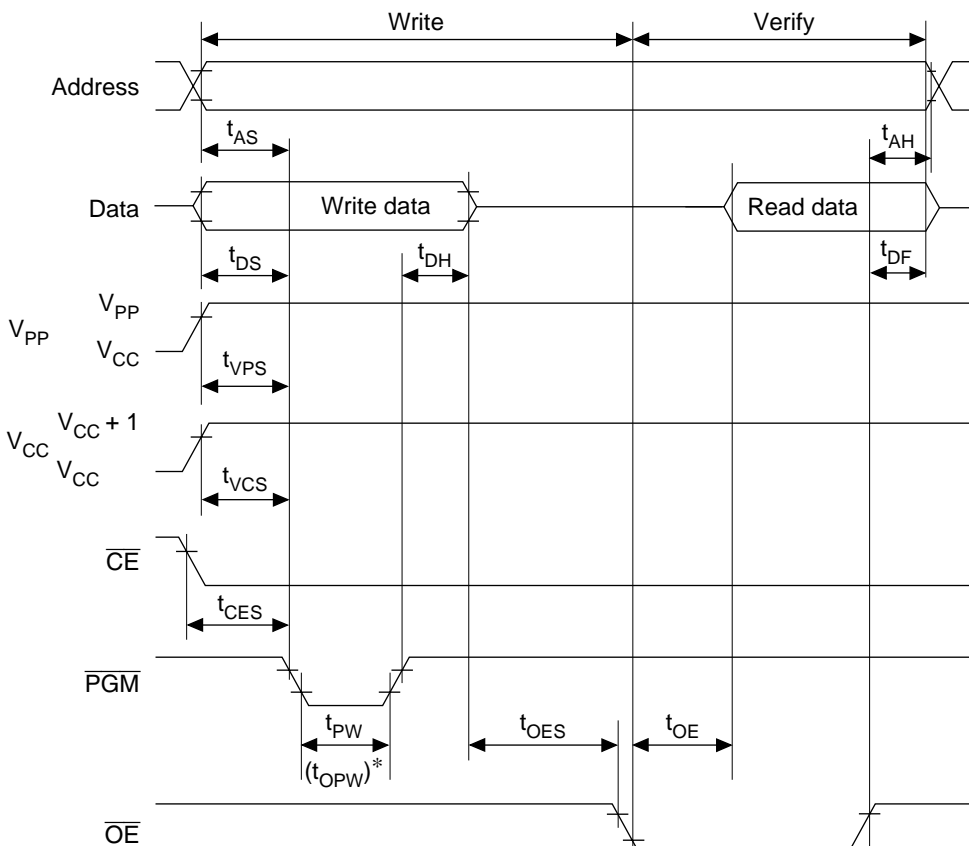 Write Verify
Address
tAS tAH
Data Write data Read data
tDS tDH tDF
VPP VPP
VCC
tVPS
VCC VCC + 1
VCC
tVCS
CE
tCES
PGM
tPW tOES tOE
(tOPW)*
OE